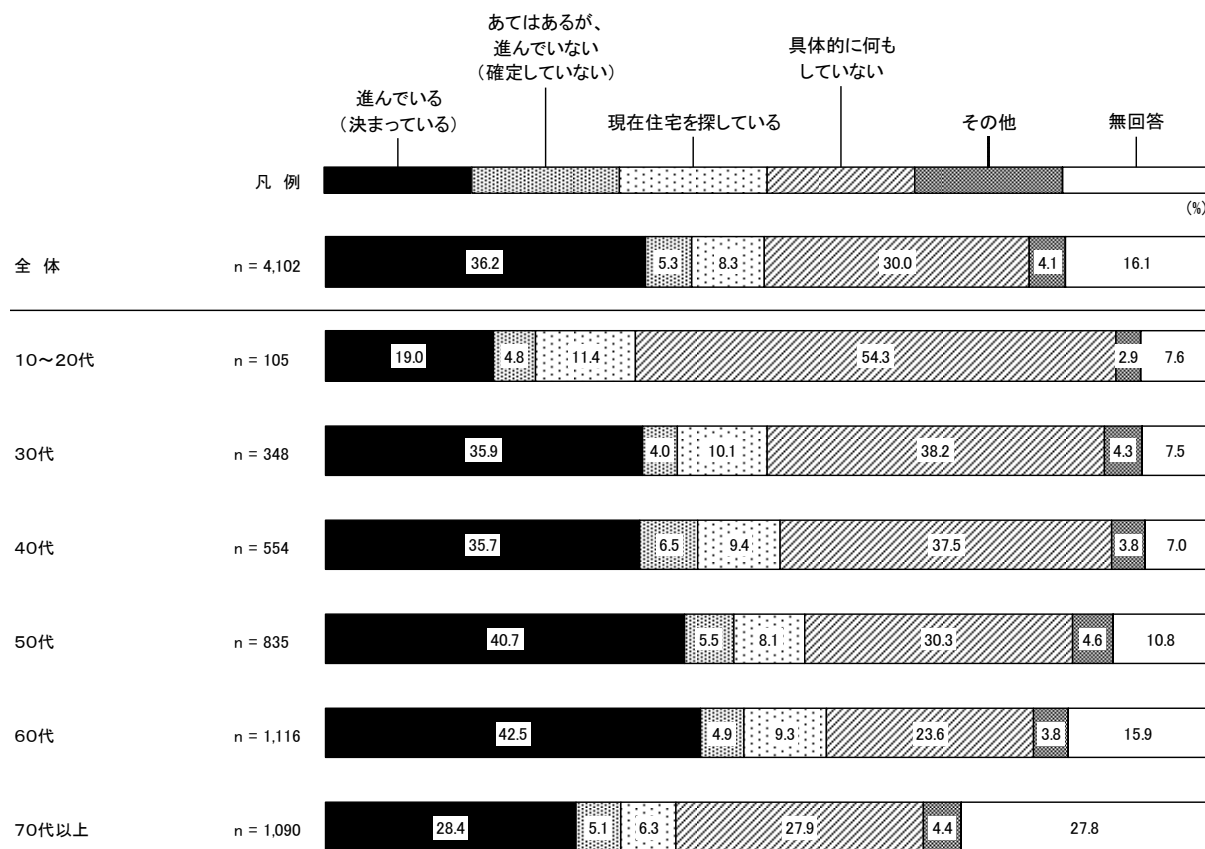 あてはあるが、
進んでいない
（確定していない）
具体的に何も
していない
進んでいる
（決まっている）
現在住宅を探している
その他
無回答
凡 例
(%)
全 体 n = 4,102 36.2 5.3 8.3 30.0 4.1 16.1
10～20代 n = 105 19.0 4.8 11.4 54.3 2.9 7.6
30代 n = 348 35.9 4.0 10.1 38.2 4.3 7.5
40代 n = 554 35.7 6.5 9.4 37.5 3.8 7.0
50代 n = 835 40.7 5.5 8.1 30.3 4.6 10.8
60代 n = 1,116 42.5 4.9 9.3 23.6 3.8 15.9
70代以上 n = 1,090 28.4 5.1 6.3 27.9 4.4 27.8